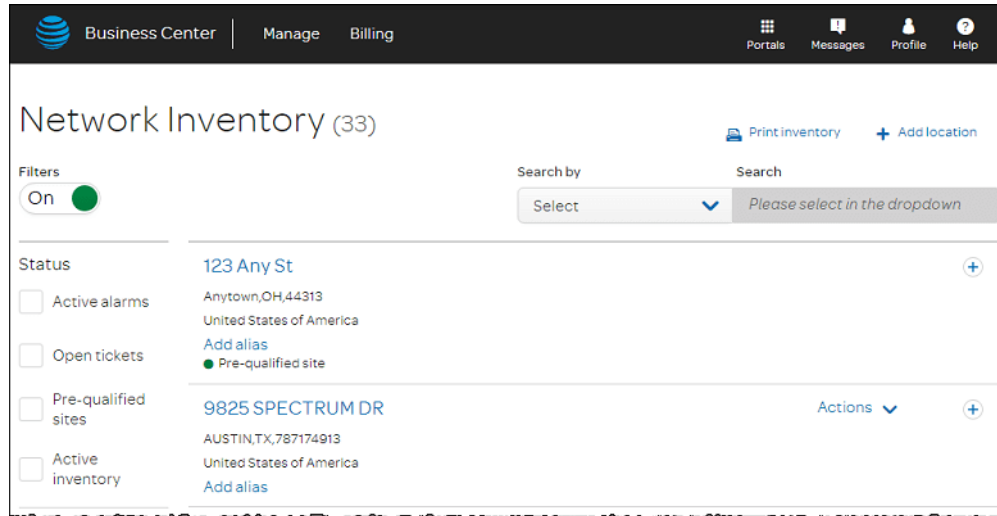 Business Center
Manage
Billing
Portals
Messages
Profile
Help
Network Inventory (33)
Print inventory
Add location
Filters
On
Search by
Select
Search
Please select in the dropdown
Status
Active alarms
Open tickets
Pre-qualified sites
Active inventory
123 Any St
Anytown,OH,44313
United States of America
Add alias
Pre-qualified site
9825 SPECTRUM DR
Actions
AUSTIN,TX,787174913
United States of America
Add alias